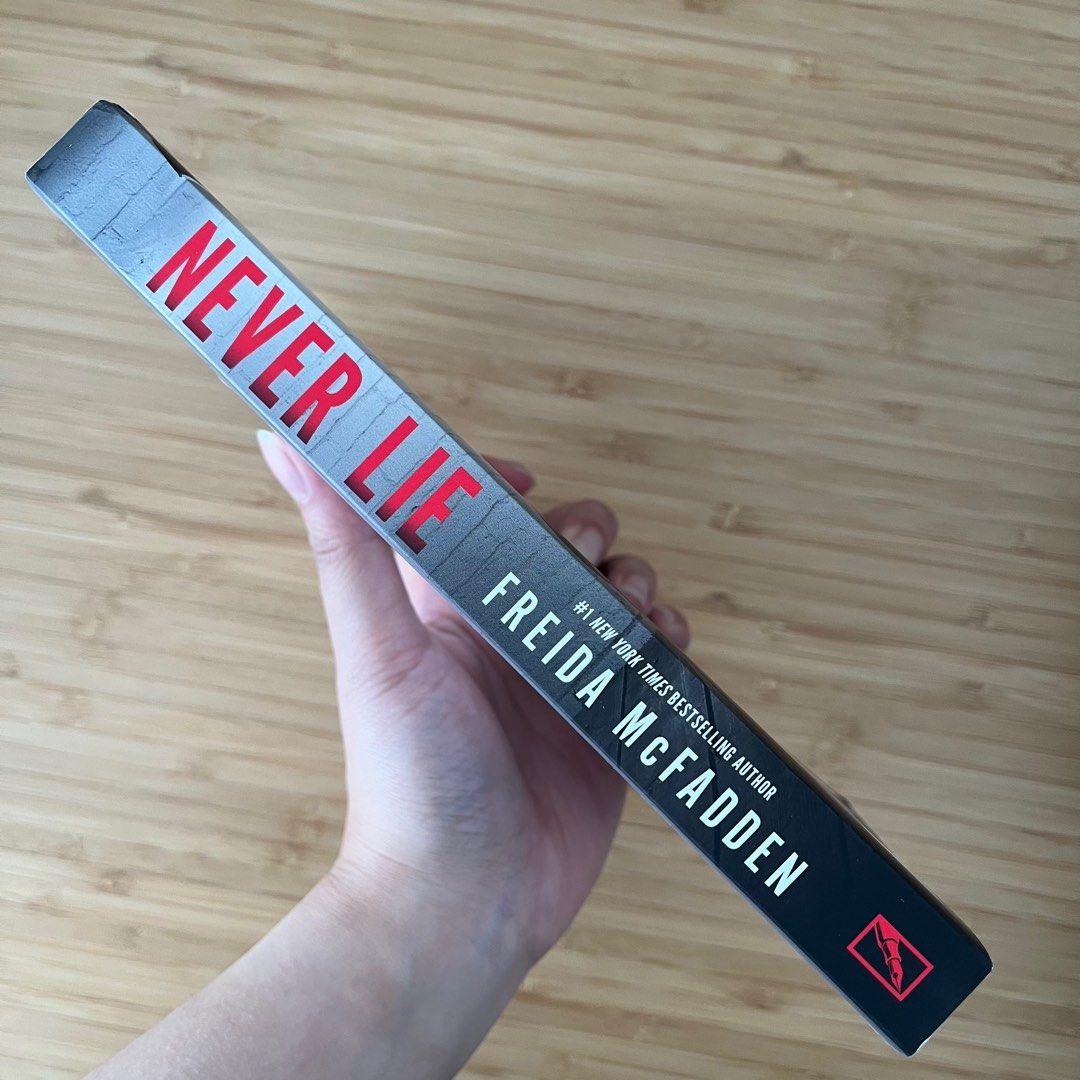 NEVER LIE
#1 NEW YORK TIMES BESTSELLING AUTHOR
FREIDA McFADDEN